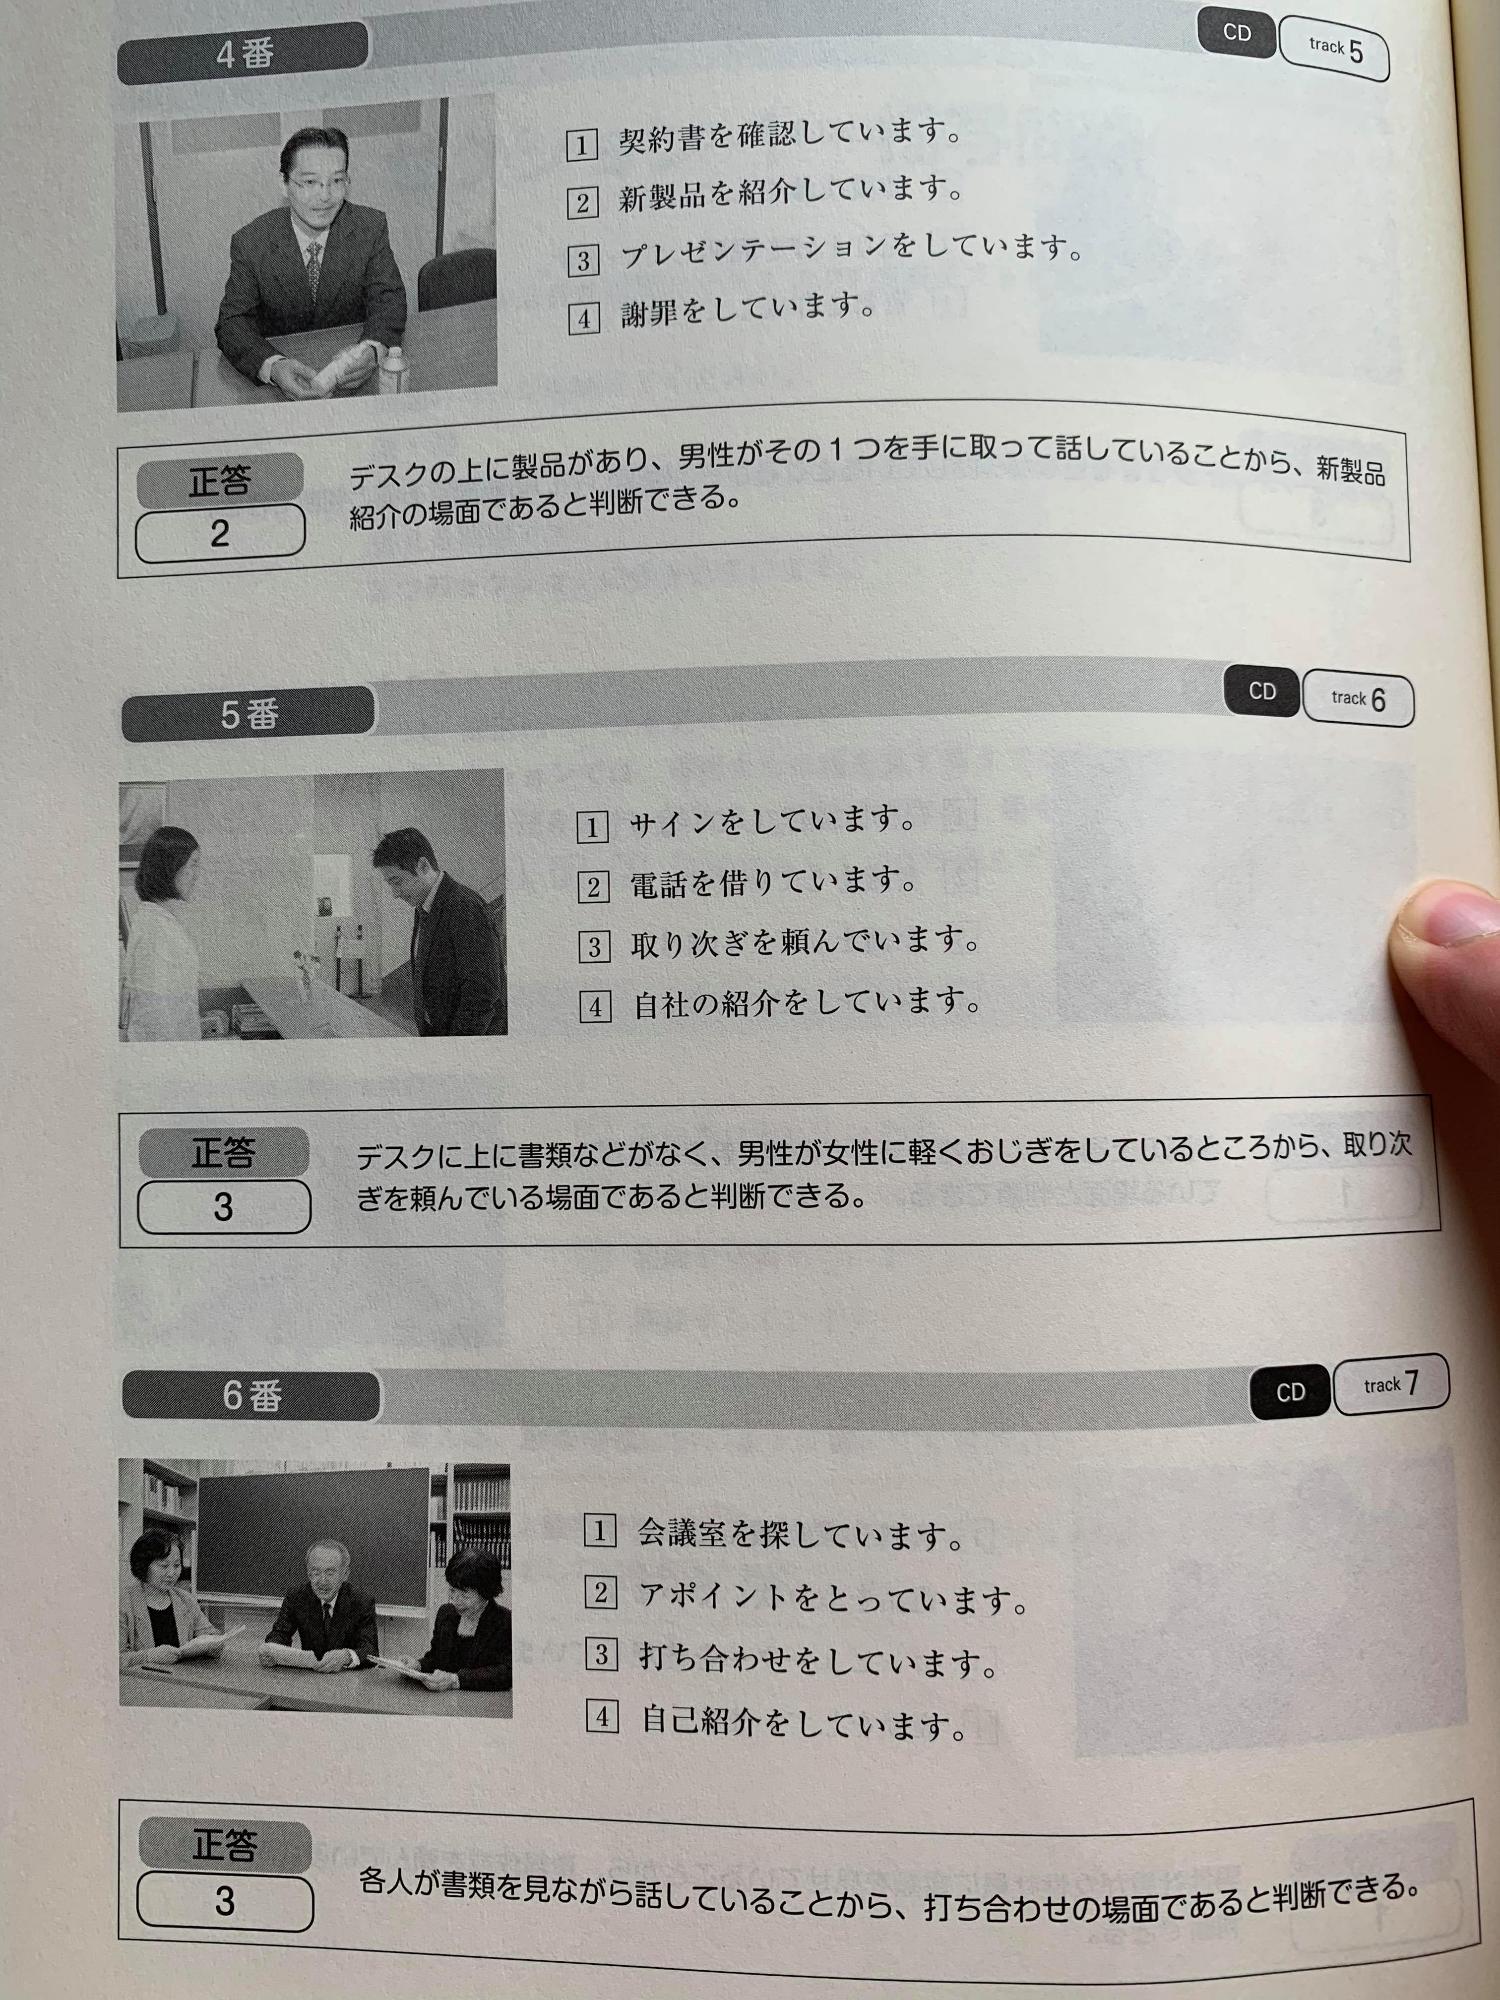 4番
CD track 5
1 契約書を確認しています。
2 新製品を紹介しています。
3 プレゼンテーションをしています。
4 謝罪をしています。
正答
2
デスクの上に製品があり、男性がその1つを手に取って話していることから、新製品
紹介の場面であると判断できる。
5番
CD track 6
1 サインをしています。
2 電話を借りています。
3 取り次ぎを頼んでいます。
4 自社の紹介をしています。
正答
3
デスクに上に書類などがなく、男性が女性に軽くおじぎをしているところから、取り次
ぎを頼んでいる場面であると判断できる。
6番
CD track 7
1 会議室を探しています。
2 アポイントをとっています。
3 打ち合わせをしています。
4 自己紹介をしています。
正答
3
各人が書類を見ながら話していることから、打ち合わせの場面であると判断できる。